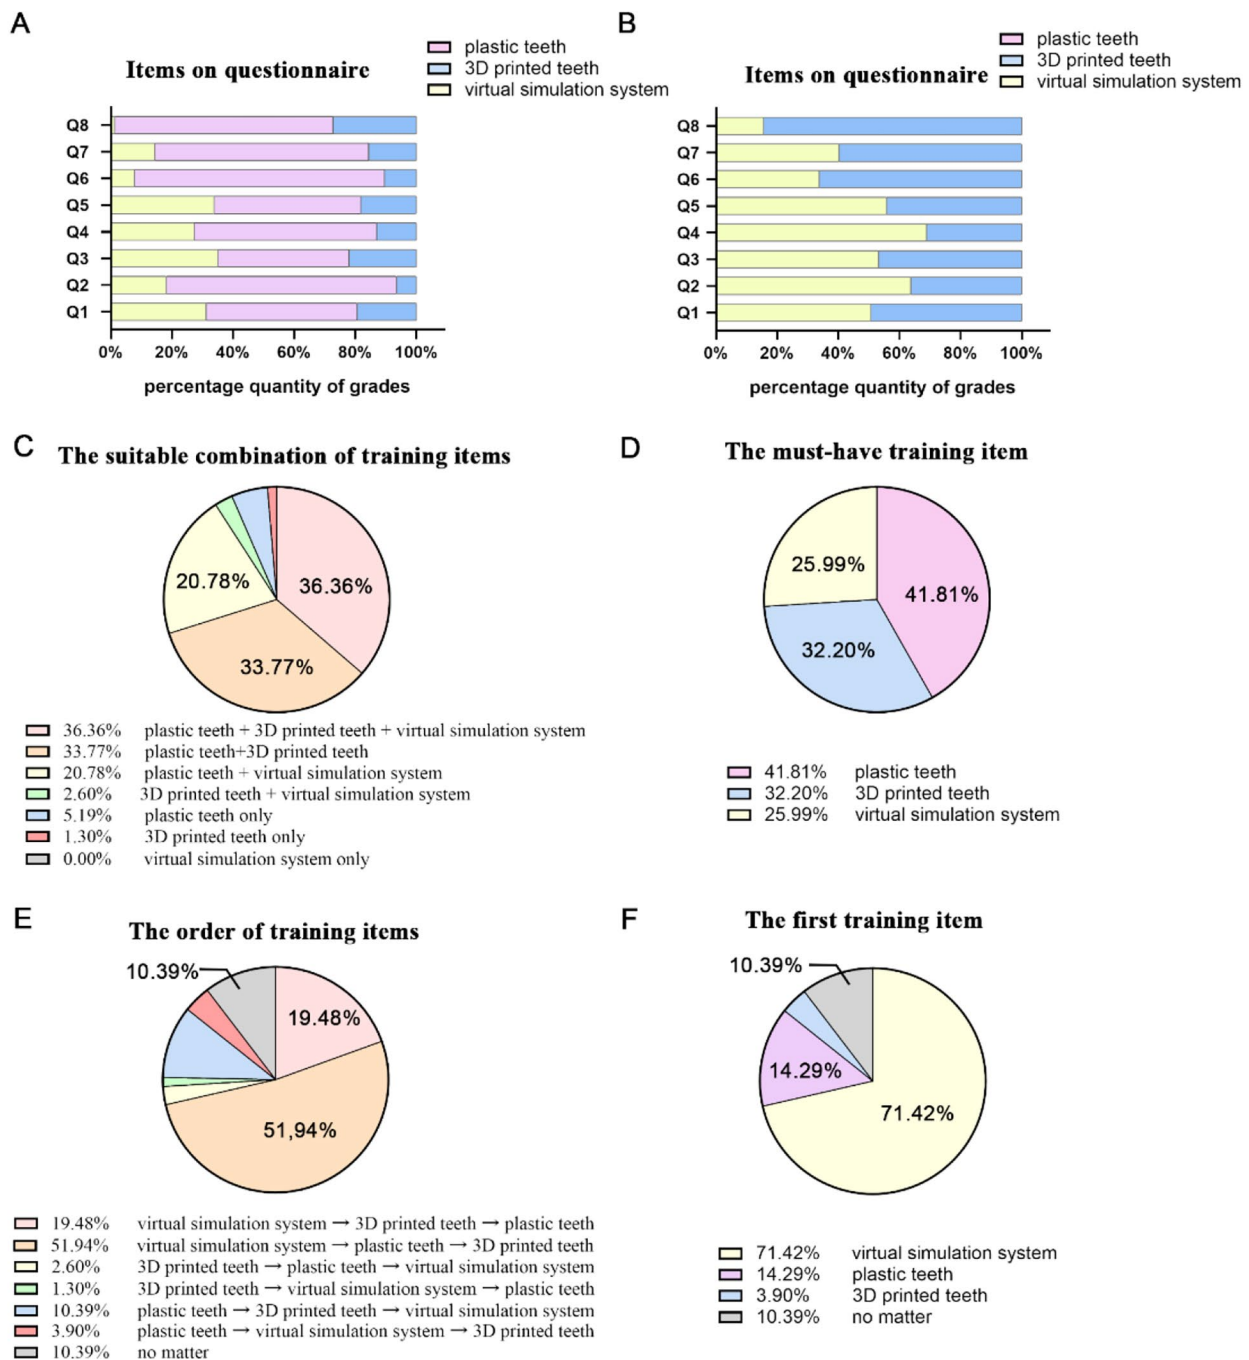 A
plastic teeth
3D printed teeth
virtual simulation system
Items on questionnaire
Q8
Q7
Q6
Q5
Q4
Q3
Q2
Q1
0% 20% 40% 60% 80% 100%
percentage quantity of grades
B
plastic teeth
3D printed teeth
virtual simulation system
Items on questionnaire
Q8
Q7
Q6
Q5
Q4
Q3
Q2
Q1
0% 20% 40% 60% 80% 100%
percentage quantity of grades
C
The suitable combination of training items
20.78%
36.36%
33.77%
36.36% plastic teeth + 3D printed teeth + virtual simulation system
33.77% plastic teeth+3D printed teeth
20.78% plastic teeth + virtual simulation system
2.60% 3D printed teeth + virtual simulation system
5.19% plastic teeth only
1.30% 3D printed teeth only
0.00% virtual simulation system only
D
The must-have training item
25.99%
41.81%
32.20%
41.81% plastic teeth
32.20% 3D printed teeth
25.99% virtual simulation system
E
The order of training items
10.39%
19.48%
51,94%
19.48% virtual simulation system → 3D printed teeth → plastic teeth
51.94% virtual simulation system → plastic teeth → 3D printed teeth
2.60% 3D printed teeth → plastic teeth → virtual simulation system
1.30% 3D printed teeth → virtual simulation system → plastic teeth
10.39% plastic teeth → 3D printed teeth → virtual simulation system
3.90% plastic teeth → virtual simulation system → 3D printed teeth
10.39% no matter
F
The first training item
10.39%
14.29%
71.42%
71.42% virtual simulation system
14.29% plastic teeth
3.90% 3D printed teeth
10.39% no matter